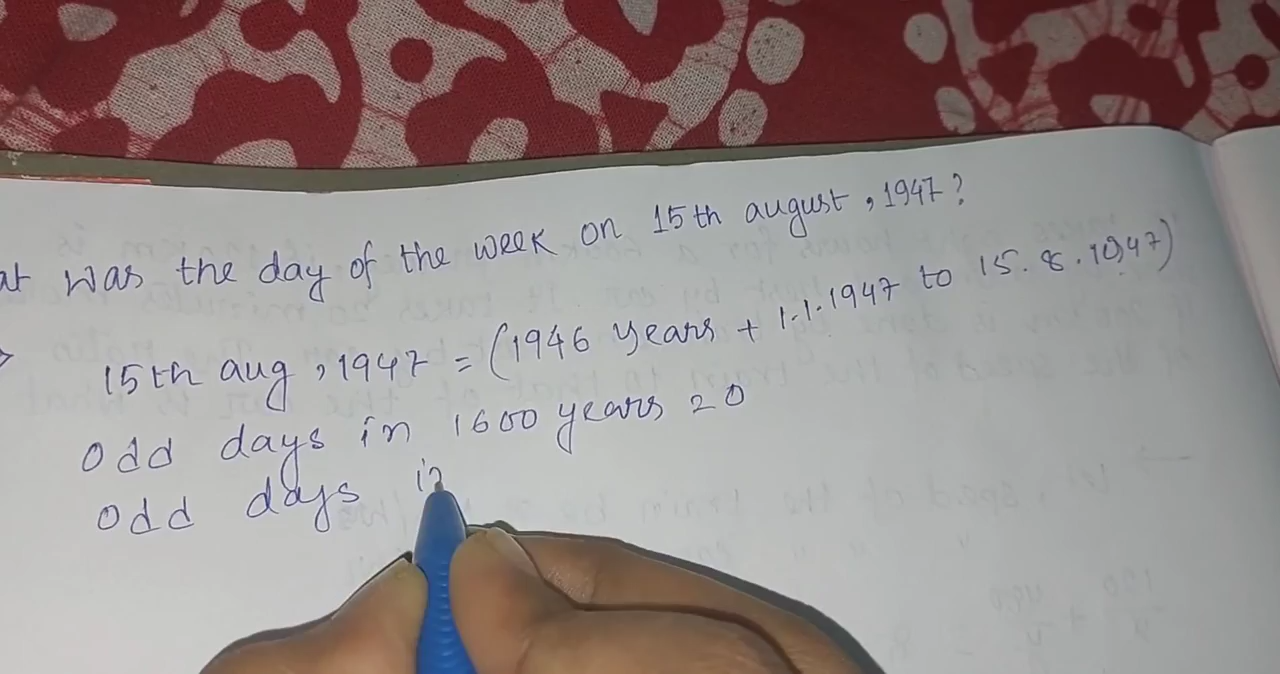 at was the day of the week on 15th august , 1947?
15th aug , 1947 = (1946 years + 1.1.1947 to 15.8.1947)
odd days in 1600 years = 0
odd days in